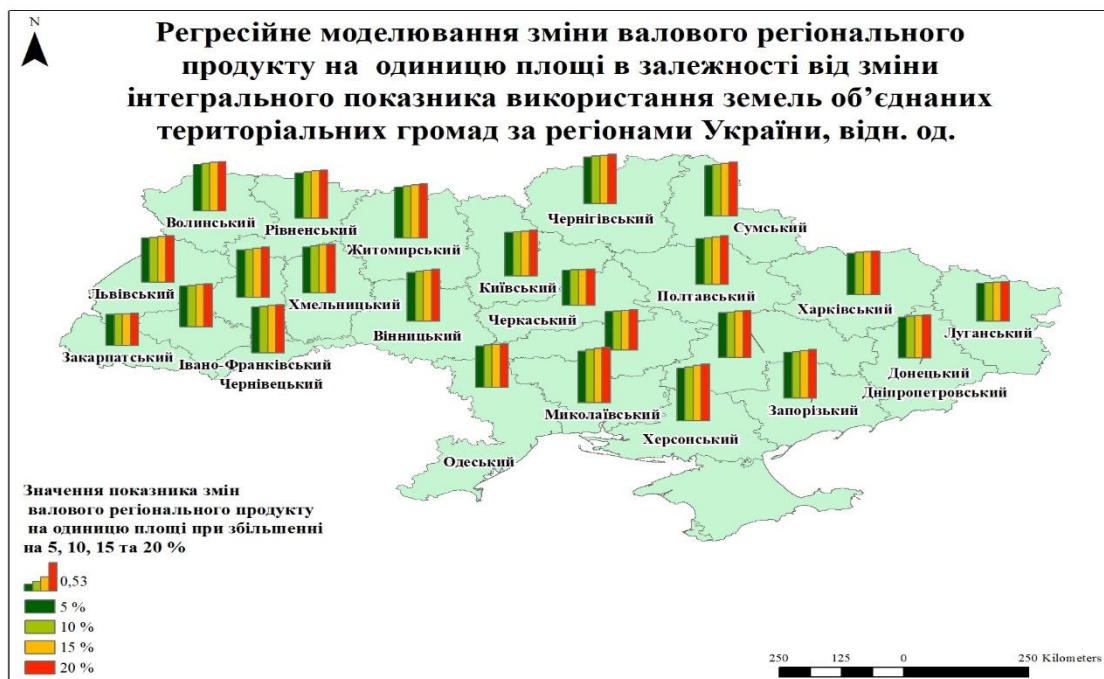 N
Регресійне моделювання зміни валового регіонального
продукту на одиницю площі в залежності від зміни
інтегрального показника використання земель об’єднаних
територіальних громад за регіонами України, відн. од.
Волинський
Рівненський
Житомирський
Чернігівський
Сумський
Львівський
Хмельницький
Київський
Полтавський
Харківський
Луганський
Закарпатський
Івано-Франківський
Чернівецький
Вінницький
Черкаський
Донецький
Дніпропетровський
Миколаївський
Запорізький
Херсонський
Одеський
Значення показника змін
валового регіонального продукту
на одиницю площі при збільшенні
на 5, 10, 15 та 20 %
0,53
5 %
10 %
15 %
20 %
250 125 0 250 Kilometers